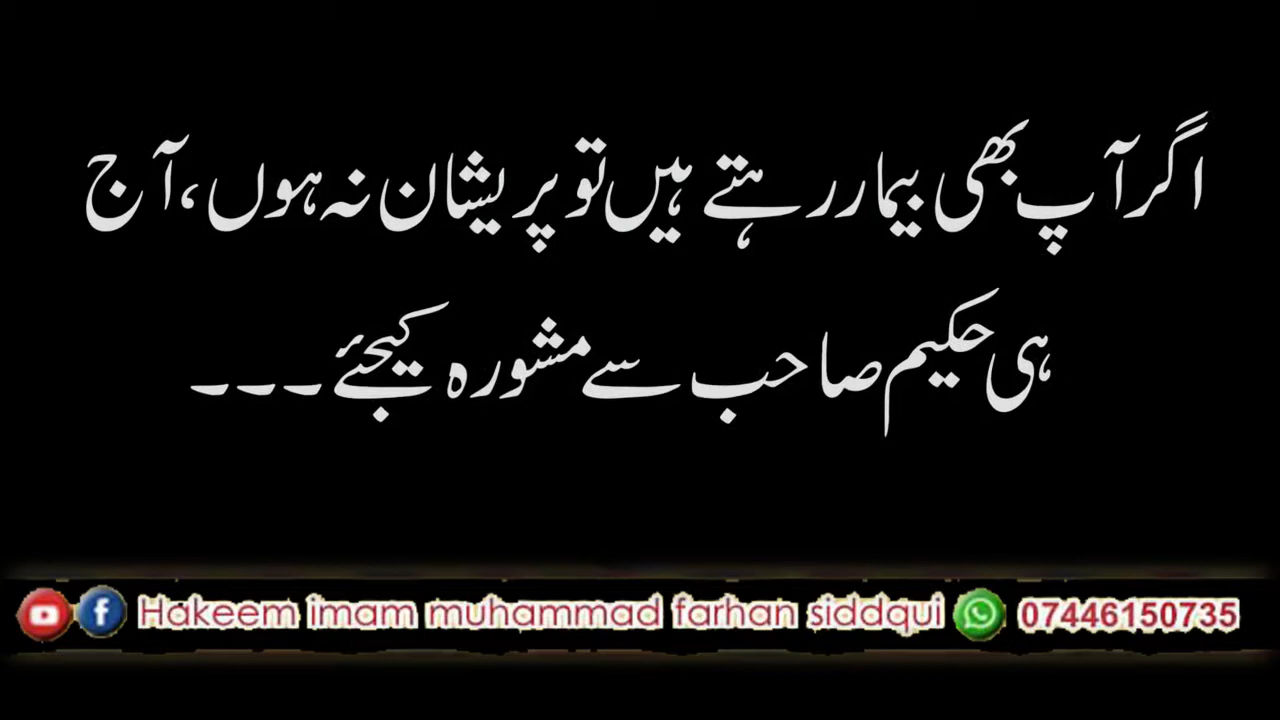 اگر آپ بھی بیمار رہتے ہیں تو پریشان نہ ہوں، آج
ہی حکیم صاحب سے مشورہ کیجئے۔۔۔
Hakeem imam muhammad farhan siddqui 07446150735